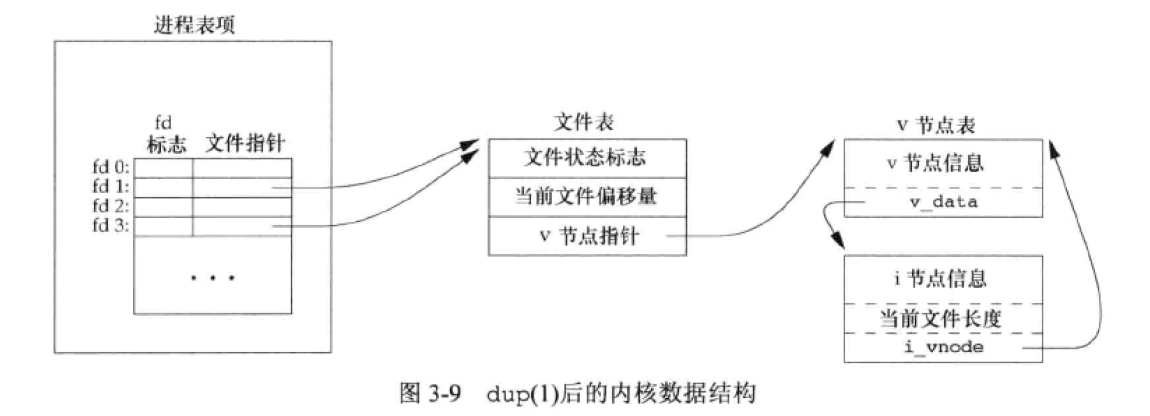 进程表项
fd
标志 文件指针
fd 0:
fd 1:
fd 2:
fd 3:
···
文件表
文件状态标志
当前文件偏移量
v 节点指针
v 节点表
v 节点信息
v_data
i 节点信息
当前文件长度
i_vnode
图 3-9 dup(1)后的内核数据结构